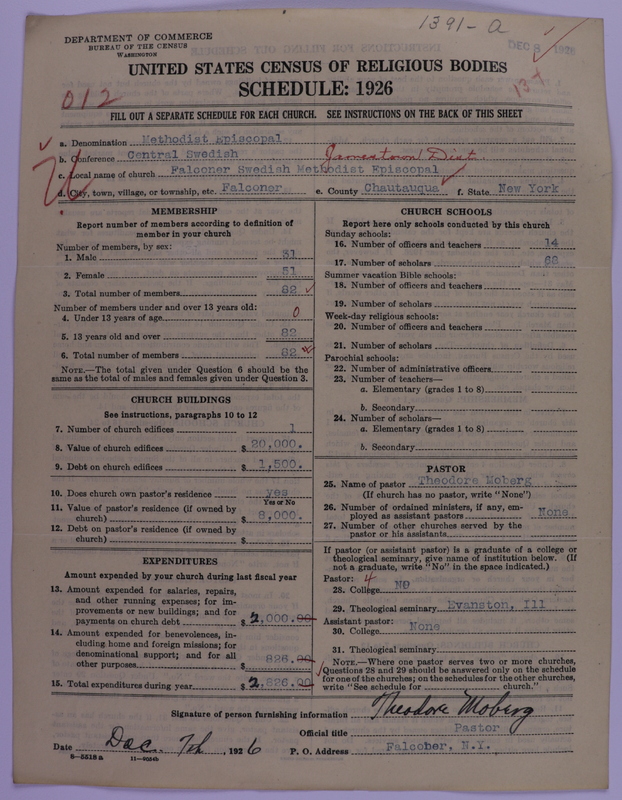 1391-A
DEPARTMENT OF COMMERCE
BUREAU OF THE CENSUS
WASHINGTON
DEC 8 1926
UNITED STATES CENSUS OF RELIGIOUS BODIES
SCHEDULE: 1926
012
134
FILL OUT A SEPARATE SCHEDULE FOR EACH CHURCH. SEE INSTRUCTIONS ON THE BACK OF THIS SHEET
a. Denomination Methodist Episcopal
b. Conference Central Swedish Jamestown Dist.
c. Local name of church Falconer Swedish Methodist Episcopal
d. City, town, village, or township, etc. Falconer e. County Chautauqua f. State New York
MEMBERSHIP
Report number of members according to definition of member in your church
Number of members, by sex:
1. Male 31
2. Female 51
3. Total number of members 82
Number of members under and over 13 years old:
4. Under 13 years of age 0
5. 13 years old and over 82
6. Total number of members 82
NOTE.—The total given under Question 6 should be the same as the total of males and females given under Question 3.
CHURCH BUILDINGS
See instructions, paragraphs 10 to 12
7. Number of church edifices 1
8. Value of church edifices $20,000.
9. Debt on church edifices $1,500.
10. Does church own pastor's residence yes
Yes or No
11. Value of pastor's residence (if owned by church) $8,000.
12. Debt on pastor's residence (if owned by church) $
EXPENDITURES
Amount expended by your church during last fiscal year
13. Amount expended for salaries, repairs, and other running expenses; for improvements or new buildings; and for payments on church debt $2,000.00
14. Amount expended for benevolences, including home and foreign missions; for denominational support; and for all other purposes $826.00
15. Total expenditures during year $2,826.00
CHURCH SCHOOLS
Report here only schools conducted by this church
Sunday schools:
16. Number of officers and teachers 14
17. Number of scholars 68
Summer vacation Bible schools:
18. Number of officers and teachers
19. Number of scholars
Week-day religious schools:
20. Number of officers and teachers
21. Number of scholars
Parochial schools:
22. Number of administrative officers
23. Number of teachers—
a. Elementary (grades 1 to 8)
b. Secondary
24. Number of scholars—
a. Elementary (grades 1 to 8)
b. Secondary
PASTOR
25. Name of pastor Theodore Moberg
(If church has no pastor, write "None")
26. Number of ordained ministers, if any, employed as assistant pastors None
27. Number of other churches served by the pastor or his assistants
If pastor (or assistant pastor) is a graduate of a college or theological seminary, give name of institution below. (If not a graduate, write "No" in the space indicated.)
Pastor: 4
28. College No
29. Theological seminary Evanston, Ill
Assistant pastor:
30. College None
31. Theological seminary
NOTE.—Where one pastor serves two or more churches, Questions 28 and 29 should be answered only on the schedule for one of the churches; on the schedules for the other churches, write "See schedule for church."
Signature of person furnishing information Theodore Moberg
Official title Pastor
Date Dec. 7th, 1926 P. O. Address Falconer, N.Y.
8-5518a 11-9054b